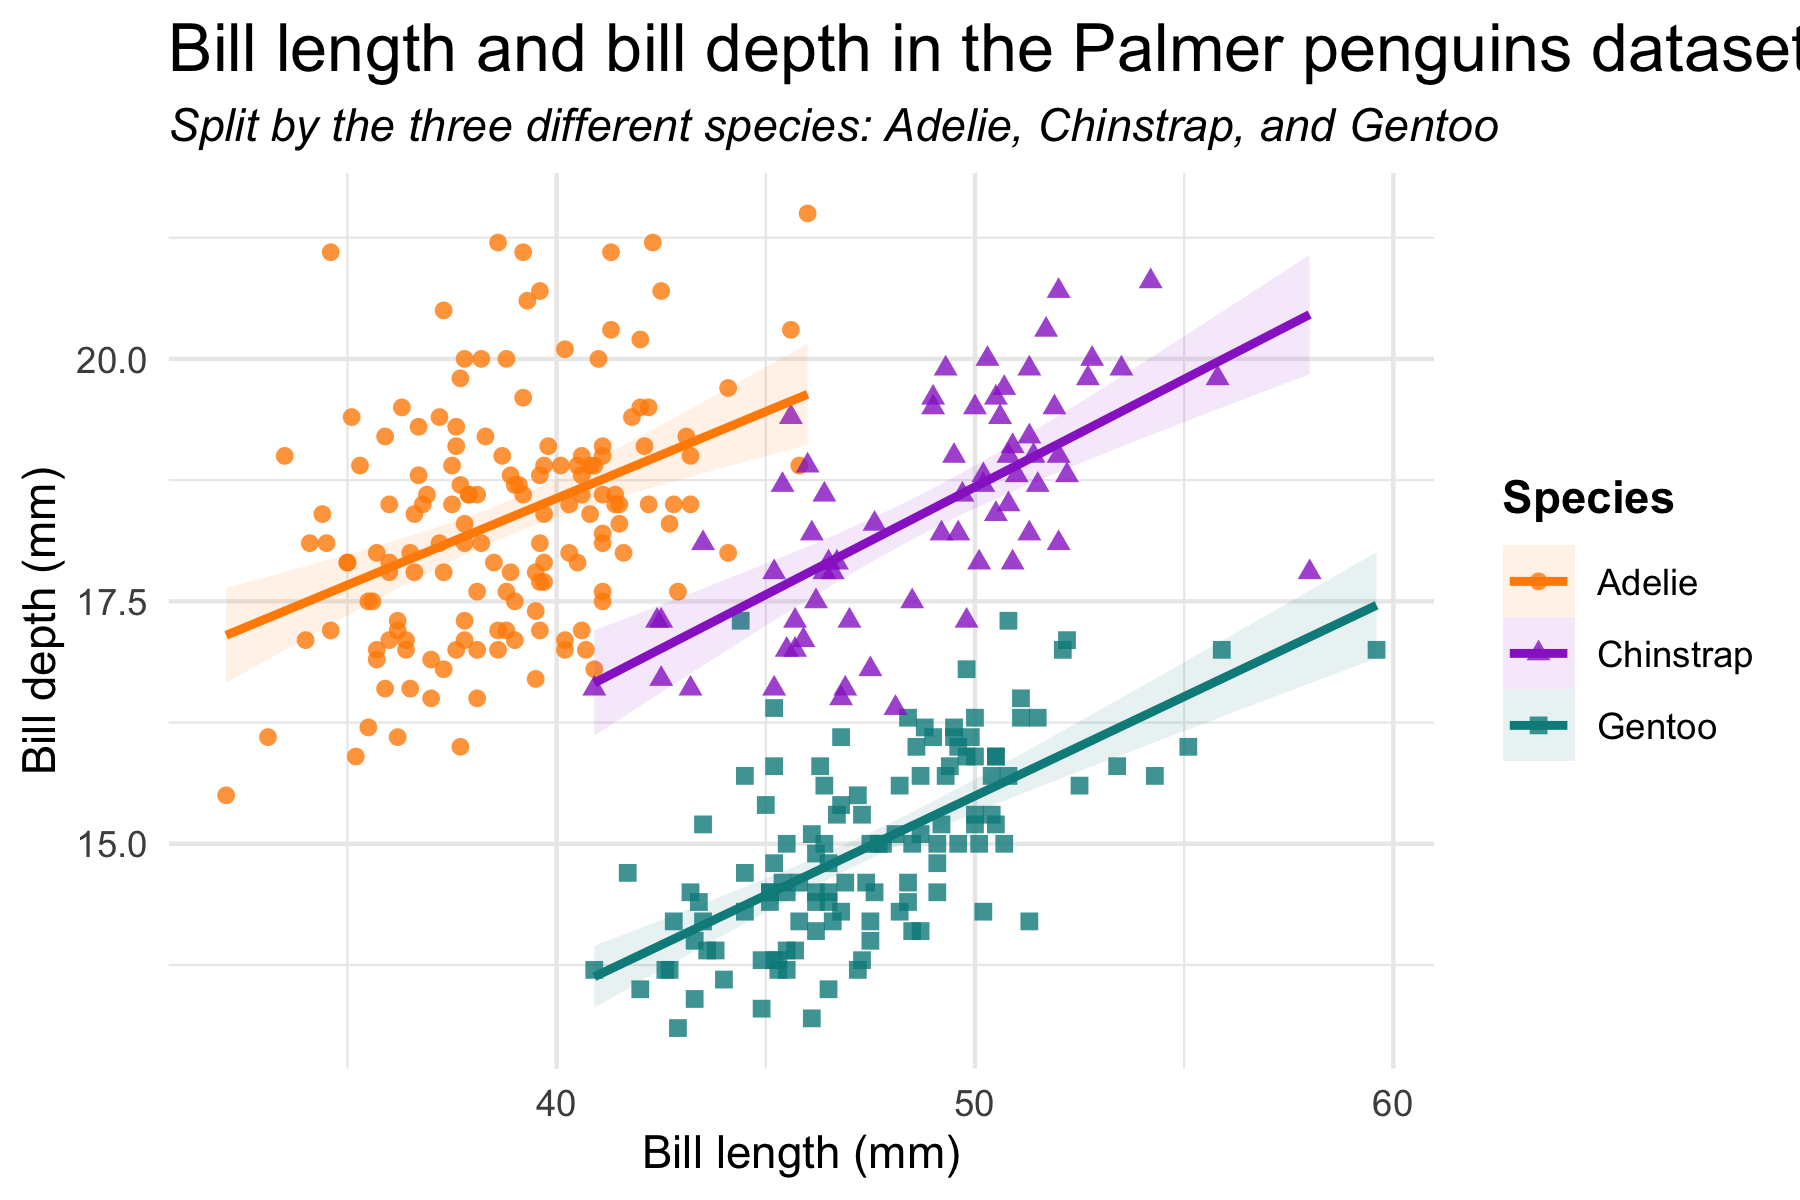 Bill length and bill depth in the Palmer penguins dataset
Split by the three different species: Adelie, Chinstrap, and Gentoo
20.0
17.5
15.0
Bill depth (mm)
40
50
60
Bill length (mm)
Species
Adelie
Chinstrap
Gentoo